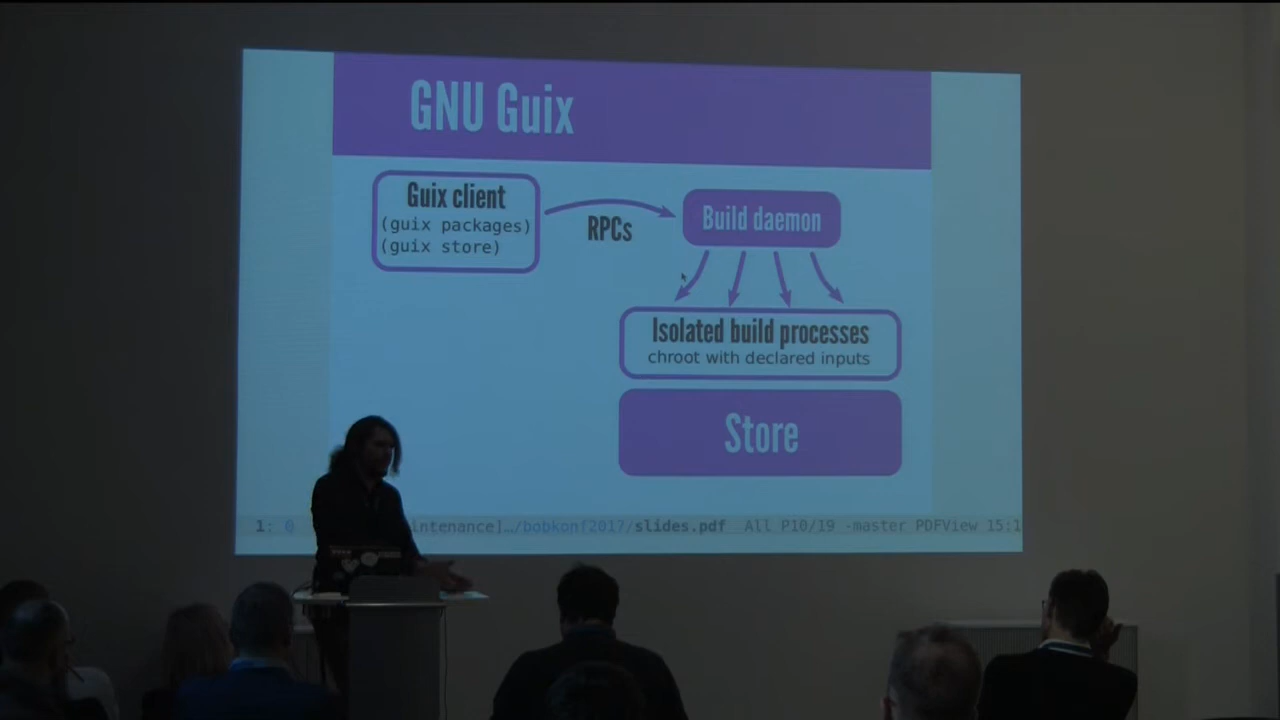 GNU Guix
Guix client
(guix packages)
(guix store)
RPCs
Build daemon
Isolated build processes
chroot with declared inputs
Store
1: 0 intenance]…/bobkonf2017/slides.pdf All P10/19 -master PDFView 15:1